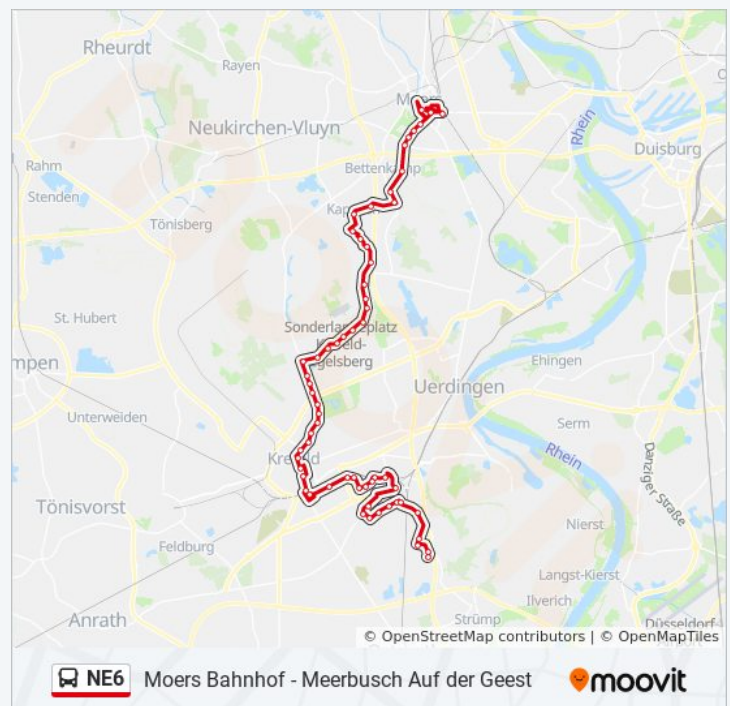 Rheurdt
Rayen
Moers
Neukirchen-Vluyn
Rhein
Duisburg
Rahm
Stenden
Bettenkamp
Tönisberg
St. Hubert
Sonderlandeplatz
Ehingen
Uerdingen
Unterweiden
Serm
Rhein
Danziger Straße
Tönisvorst
Nierst
Feldburg
Langst-Kierst
Ilverich
Anrath
Strümp
Düsseldorf-
© OpenStreetMap contributors | © OpenMapTiles
NE6 Moers Bahnhof - Meerbusch Auf der Geest moovit